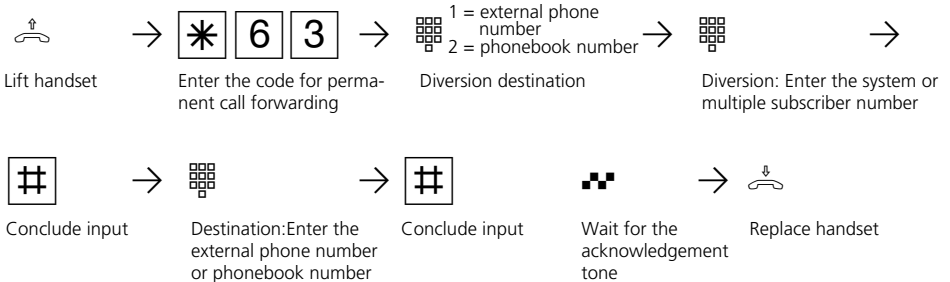 1 = external phone
number
2 = phonebook number
* 6 3
Lift handset
Enter the code for perma-
nent call forwarding
Diversion destination
Diversion: Enter the system or
multiple subscriber number
#
#
Conclude input
Destination:Enter the
external phone number
or phonebook number
Conclude input
Wait for the
acknowledgement
tone
Replace handset